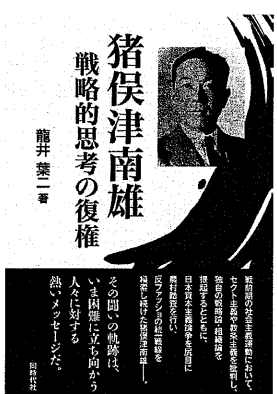 猪俣津南雄
戦略的思考の復権
龍井葉二 著
戦前期の社会主義運動において、
セクト主義や教条主義を批判し、
独自の戦略論・組織論を
提起するとともに、
日本資本主義論争を尻目に
農村踏査を行い、
反ファッショの統一戦線を
模索し続けた猪俣津南雄――。
その闘いの軌跡は、
いま困難に立ち向かう
人々に対する
熱いメッセージだ。
同時代社